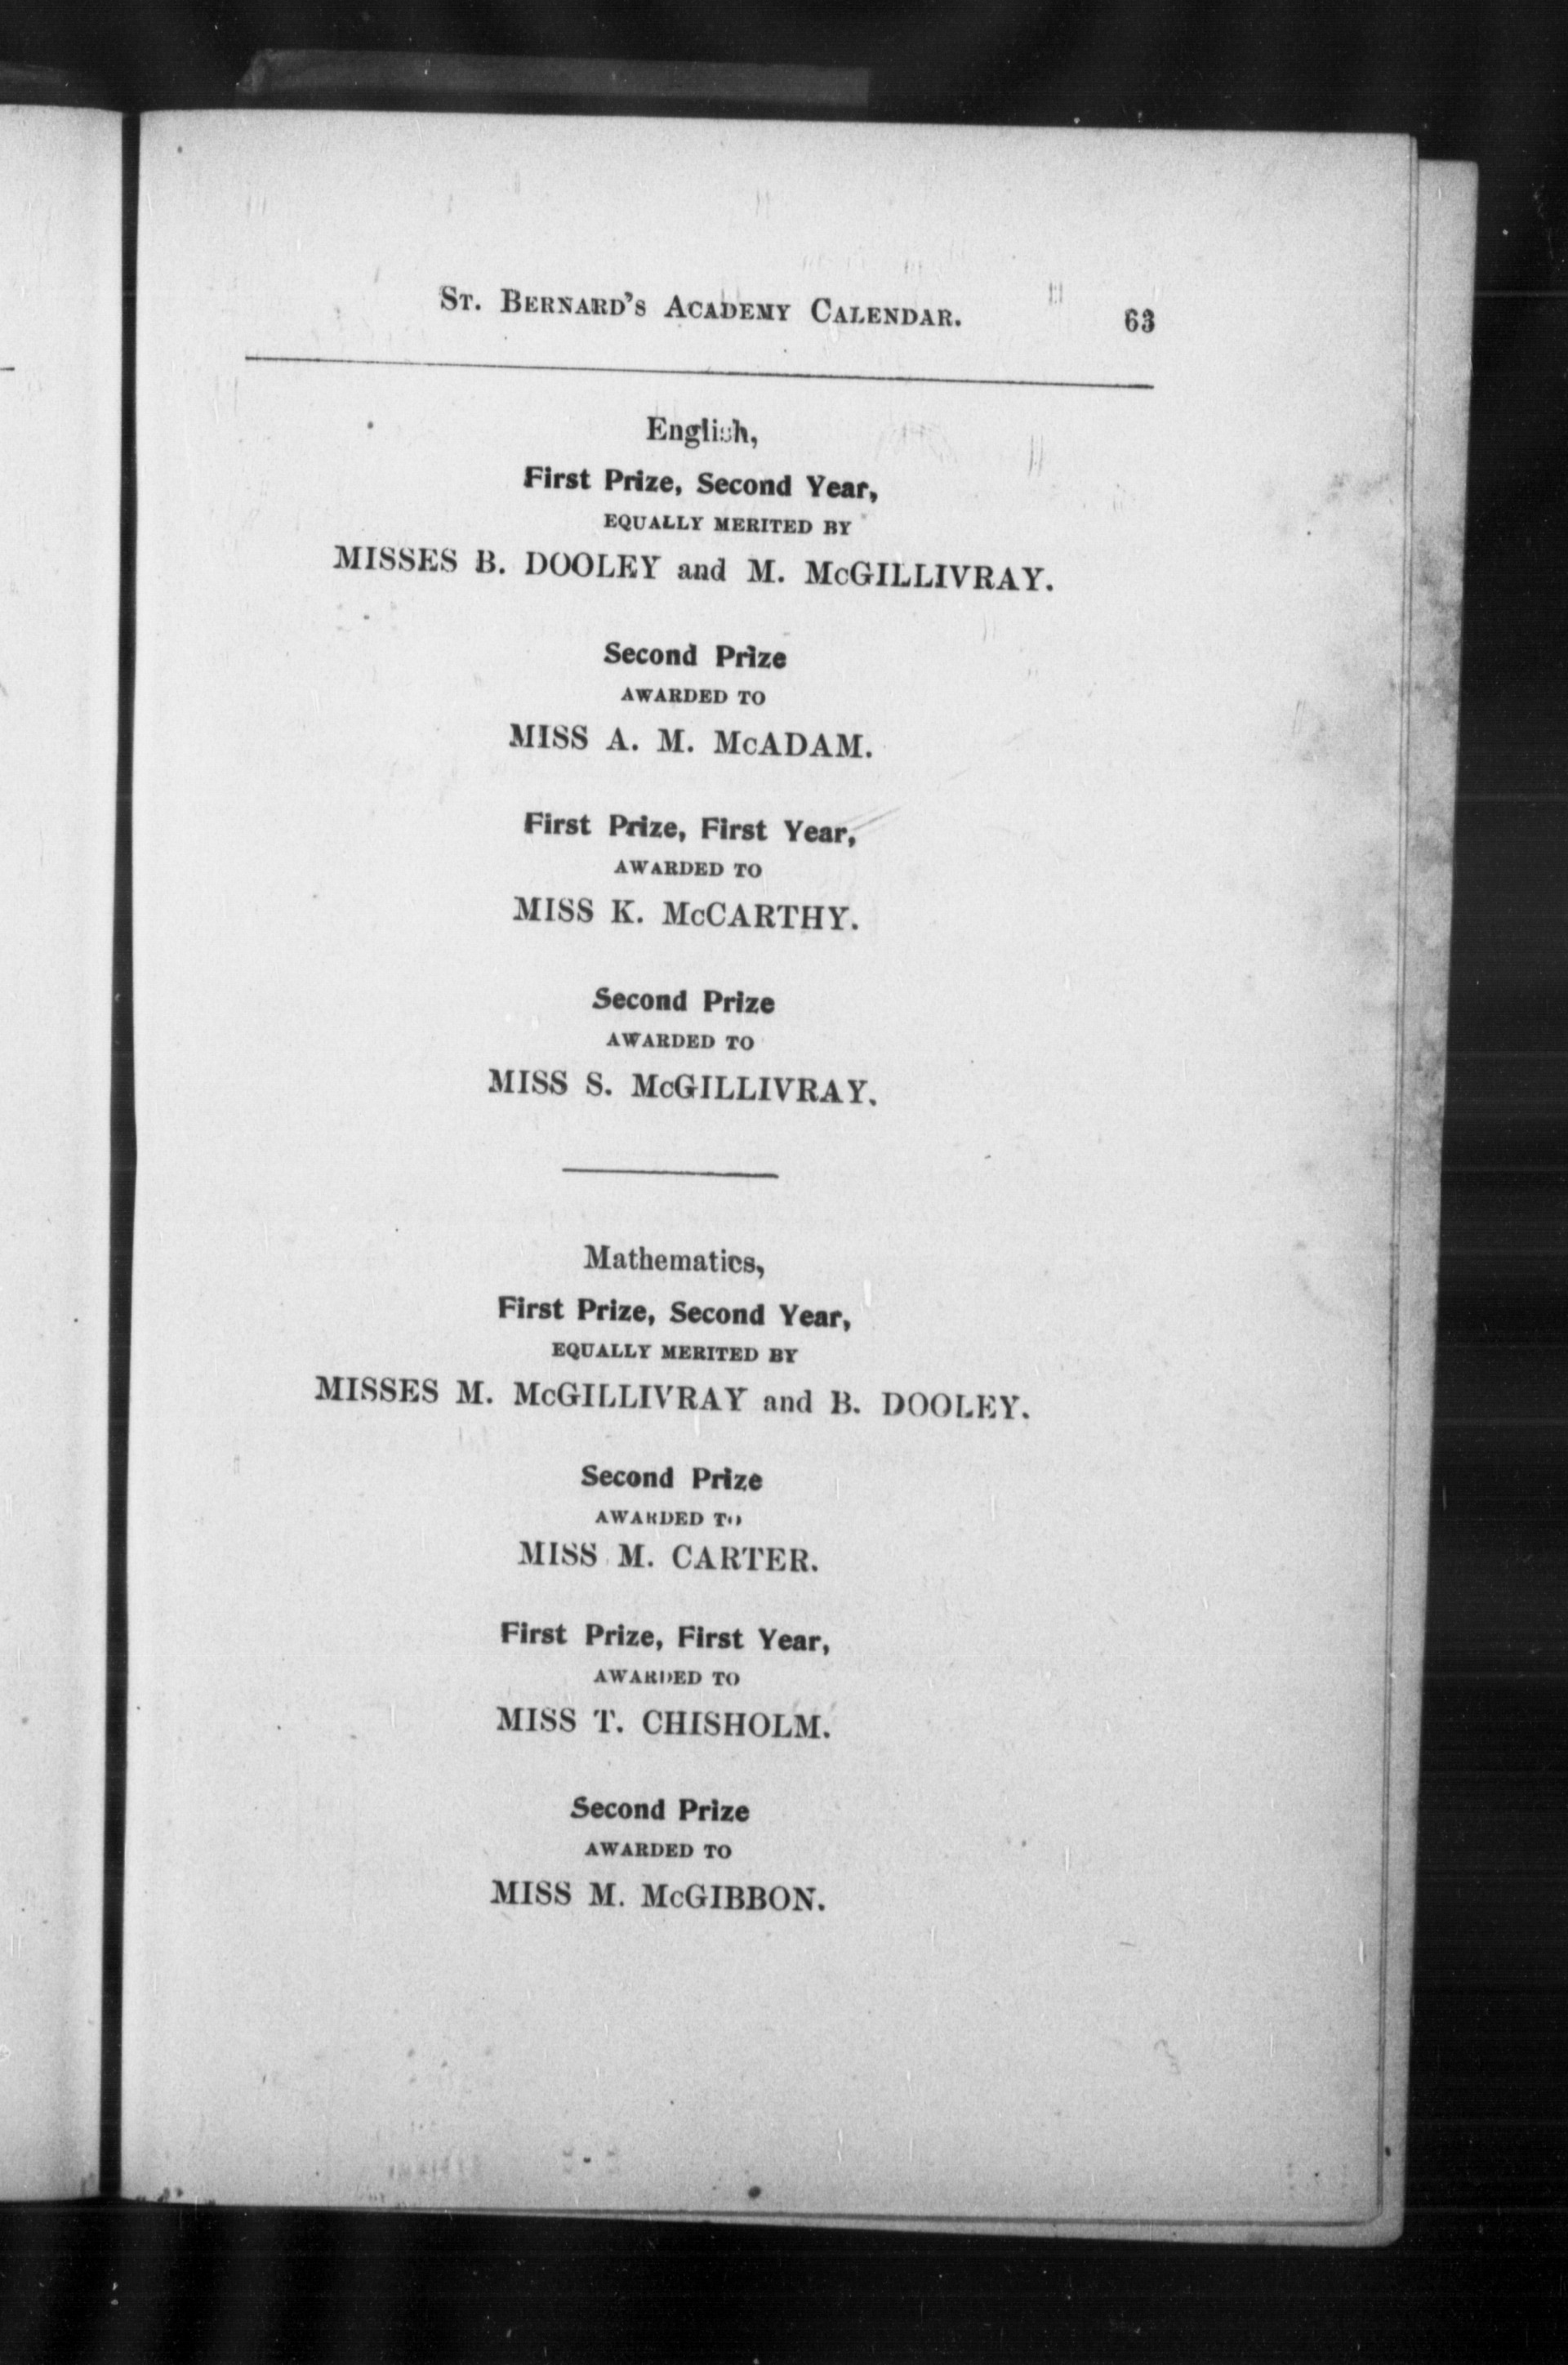 St. Bernard's Academy Calendar. 63
English,
First Prize, Second Year,
EQUALLY MERITED BY
MISSES B. DOOLEY and M. McGILLIVRAY.
Second Prize
AWARDED TO
MISS A. M. McADAM.
First Prize, First Year,
AWARDED TO
MISS K. McCARTHY.
Second Prize
AWARDED TO
MISS S. McGILLIVRAY.
Mathematics,
First Prize, Second Year,
EQUALLY MERITED BY
MISSES M. McGILLIVRAY and B. DOOLEY.
Second Prize
AWARDED TO
MISS M. CARTER.
First Prize, First Year,
AWARDED TO
MISS T. CHISHOLM.
Second Prize
AWARDED TO
MISS M. McGIBBON.